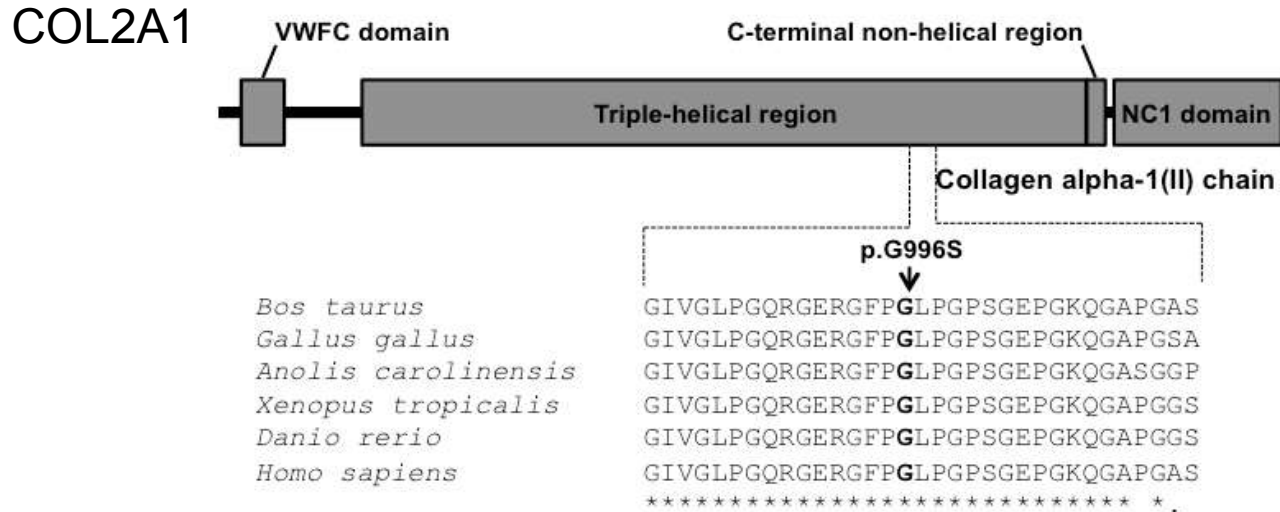 COL2A1
VWFC domain
C-terminal non-helical region
Triple-helical region
NC1 domain
Collagen alpha-1(II) chain
p.G996S
Bos taurus GIVGLPGQRGERGFPGLPGPSGEPGKQGAPGAS
Gallus gallus GIVGLPGQRGERGFPGLPGPSGEPGKQGAPGSA
Anolis carolinensis GIVGLPGQRGERGFPGLPGPSGEPGKQGASGGP
Xenopus tropicalis GIVGLPGQRGERGFPGLPGPSGEPGKQGAPGGS
Danio rerio GIVGLPGQRGERGFPGLPGPSGEPGKQGAPGGS
Homo sapiens GIVGLPGQRGERGFPGLPGPSGEPGKQGAPGAS
***************************** *.